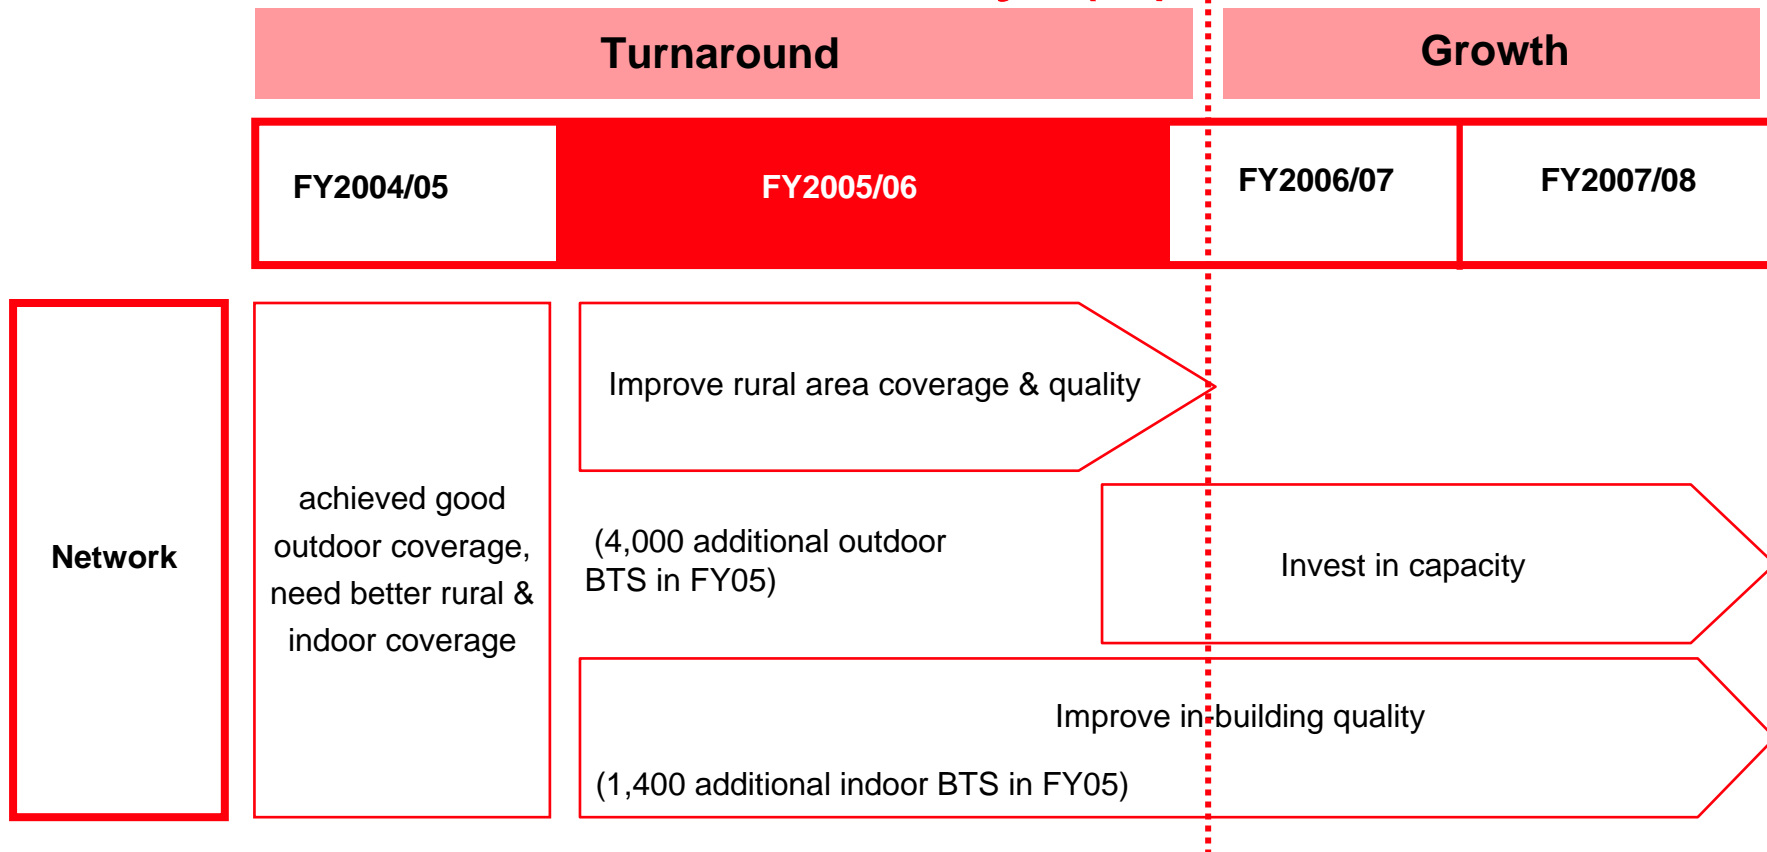 Turnaround
Growth
FY2004/05
FY2005/06
FY2006/07
FY2007/08
Network
achieved good
outdoor coverage,
need better rural &
indoor coverage
Improve rural area coverage & quality
(4,000 additional outdoor
BTS in FY05)
Invest in capacity
Improve in-building quality
(1,400 additional indoor BTS in FY05)